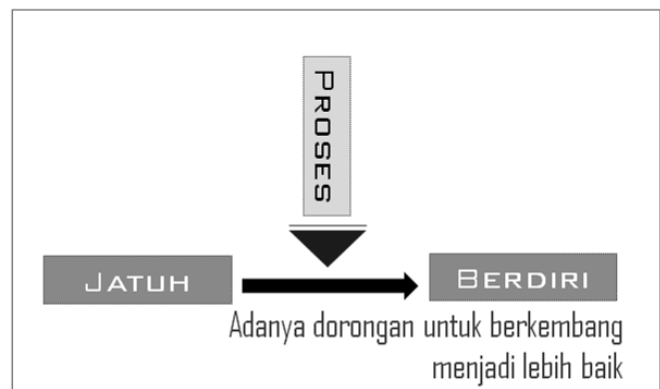 PROSES
JATUH
BERDIRI
Adanya dorongan untuk berkembang
menjadi lebih baik